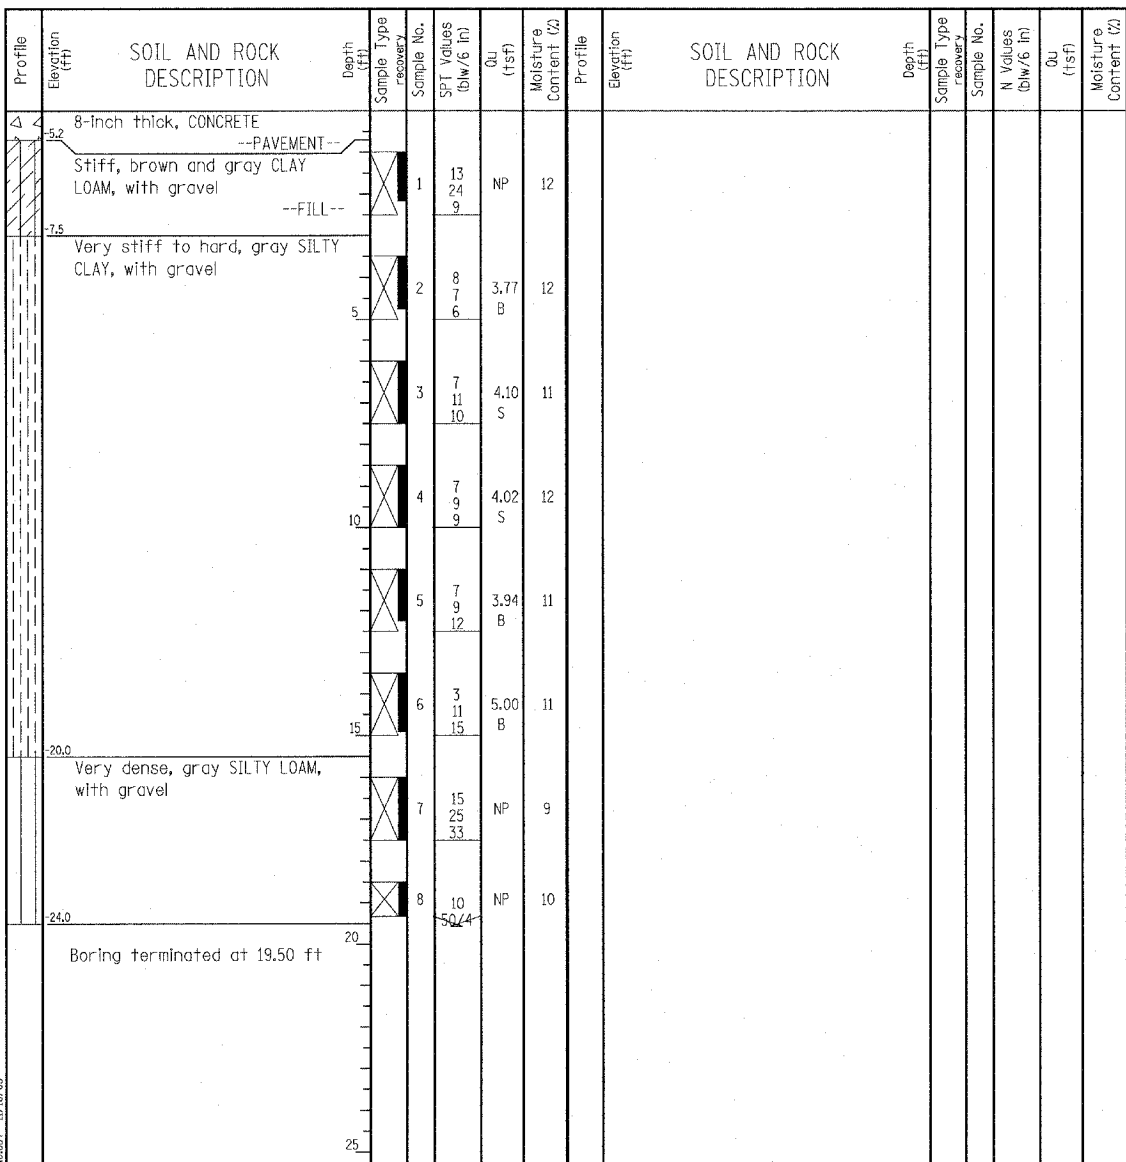 Profile
Elevation (ft)
SOIL AND ROCK DESCRIPTION
Depth (ft)
Sample Type recovery
Sample No.
SPT Values (blw/6 in)
Qu (tsf)
Moisture Content (%)
Profile
Elevation (ft)
SOIL AND ROCK DESCRIPTION
Depth (ft)
Sample Type recovery
Sample No.
N Values (blw/6 in)
Qu (tsf)
Moisture Content (%)
8-inch thick, CONCRETE
-5.2
--PAVEMENT--
Stiff, brown and gray CLAY
LOAM, with gravel
--FILL--
1
13
24
9
NP
12
-7.5
Very stiff to hard, gray SILTY
CLAY, with gravel
5
2
8
7
6
3.77
B
12
3
7
11
10
4.10
S
11
10
4
7
9
9
4.02
S
12
5
7
9
12
3.94
B
11
15
6
3
11
15
5.00
B
11
-20.0
Very dense, gray SILTY LOAM,
with gravel
7
15
25
33
NP
9
8
10
50/4
NP
10
-24.0
20
Boring terminated at 19.50 ft
25